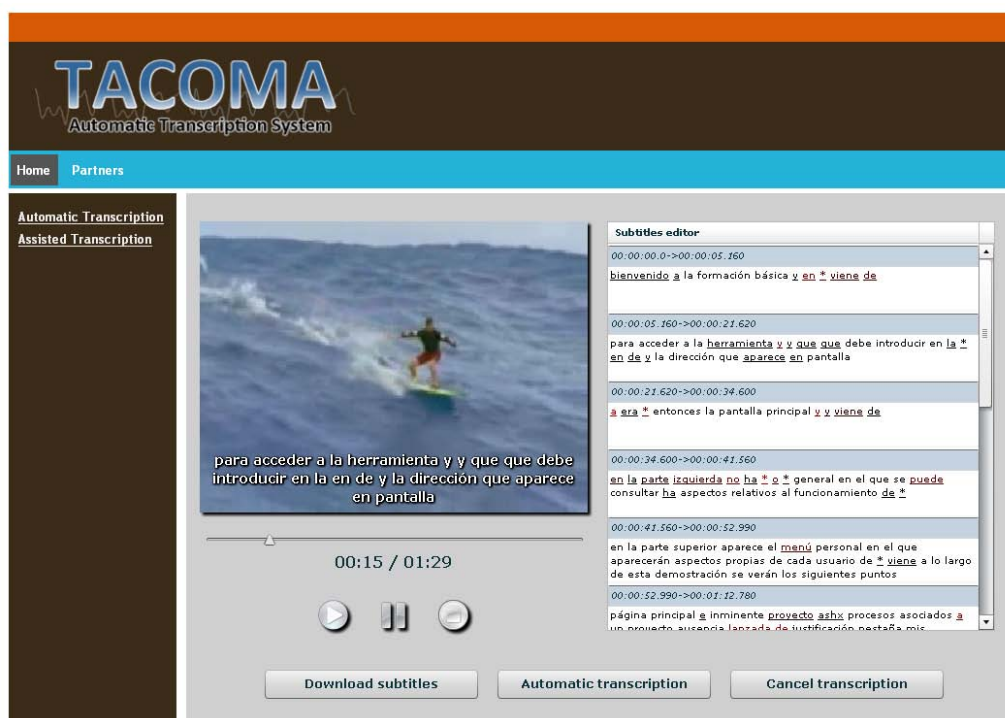 TACOMA
Automatic Transcription System
Home Partners
Automatic Transcription
Assisted Transcription
para acceder a la herramienta y y que que debe
introducir en la en de y la dirección que aparece
en pantalla
00:15 / 01:29
Subtitles editor
00:00:00.0->00:00:05.160
bienvenido a la formación básica y en * viene de
00:00:05.160->00:00:21.620
para acceder a la herramienta y y que que debe introducir en la *
en de y la dirección que aparece en pantalla
00:00:21.620->00:00:34.600
a era * entonces la pantalla principal y y viene de
00:00:34.600->00:00:41.560
en la parte izquierda no ha * o * general en el que se puede
consultar ha aspectos relativos al funcionamiento de *
00:00:41.560->00:00:52.990
en la parte superior aparece el menú personal en el que
aparecerán aspectos propias de cada usuario de * viene a lo largo
de esta demostración se verán los siguientes puntos
00:00:52.990->00:01:12.780
página principal e inminente proyecto ashx procesos asociados a
un proyecto ausencia lanzada de justificación pestaña mis
Download subtitles Automatic transcription Cancel transcription